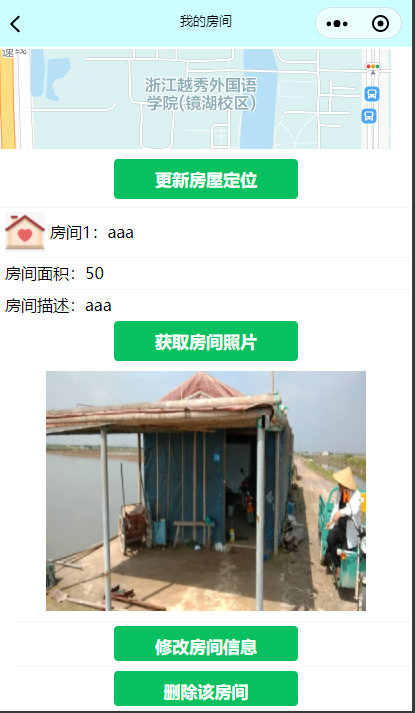 我的房间
速
线
浙江越秀外国语
学院(镜湖校区)
更新房屋定位
房间1：aaa
房间面积：50
房间描述：aaa
获取房间照片
修改房间信息
删除该房间